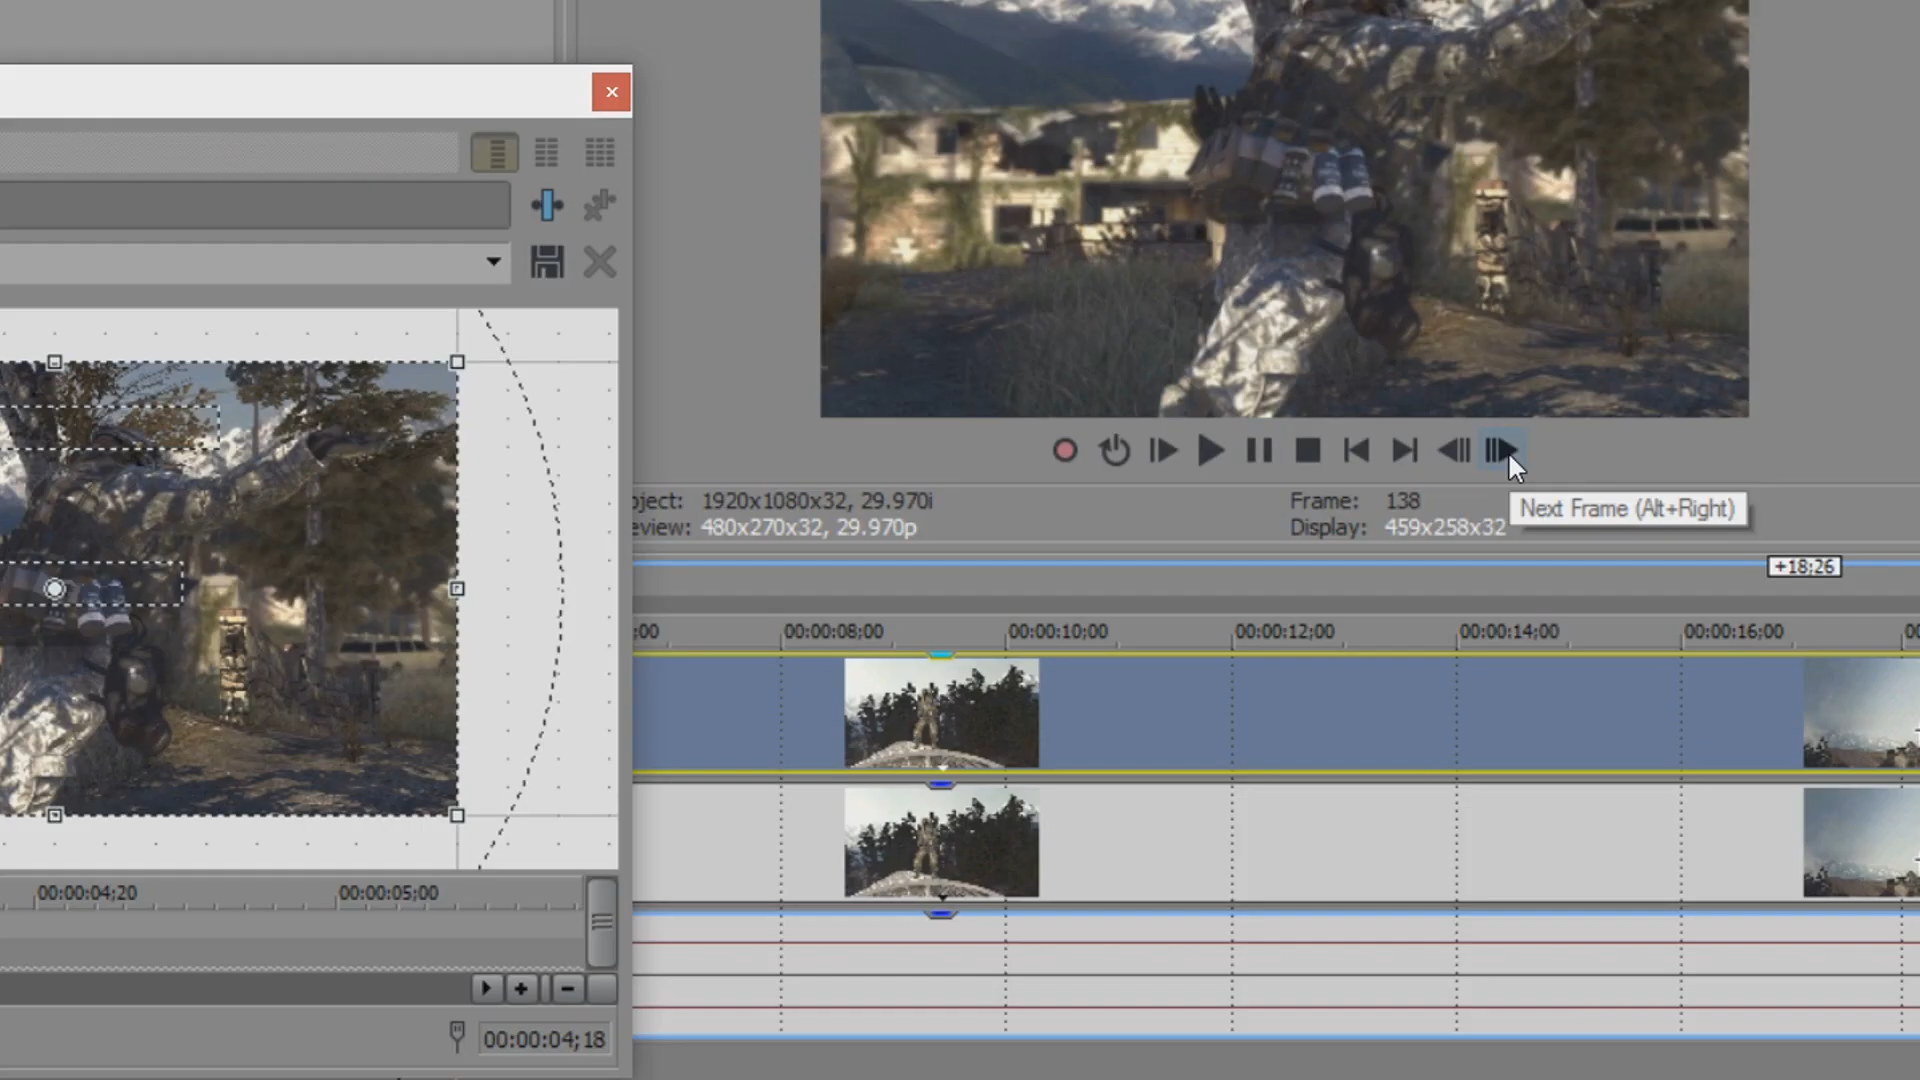 oject: 1920x1080x32, 29.970i
eview: 480x270x32, 29.970p
Frame: 138
Display: 459x258x32
Next Frame (Alt+Right)
+18;26
;00 00:00:08;00 00:00:10;00 00:00:12;00 00:00:14;00 00:00:16;00 00
00:00:04;20 00:00:05;00
00:00:04;18